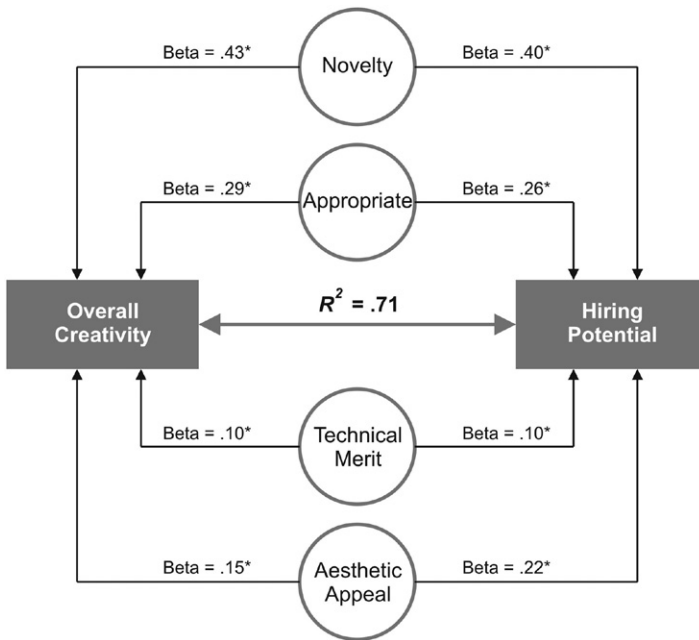 Beta = .43*
Novelty
Beta = .40*
Beta = .29*
Appropriate
Beta = .26*
Overall
Creativity
R² = .71
Hiring
Potential
Beta = .10*
Technical
Merit
Beta = .10*
Beta = .15*
Aesthetic
Appeal
Beta = .22*